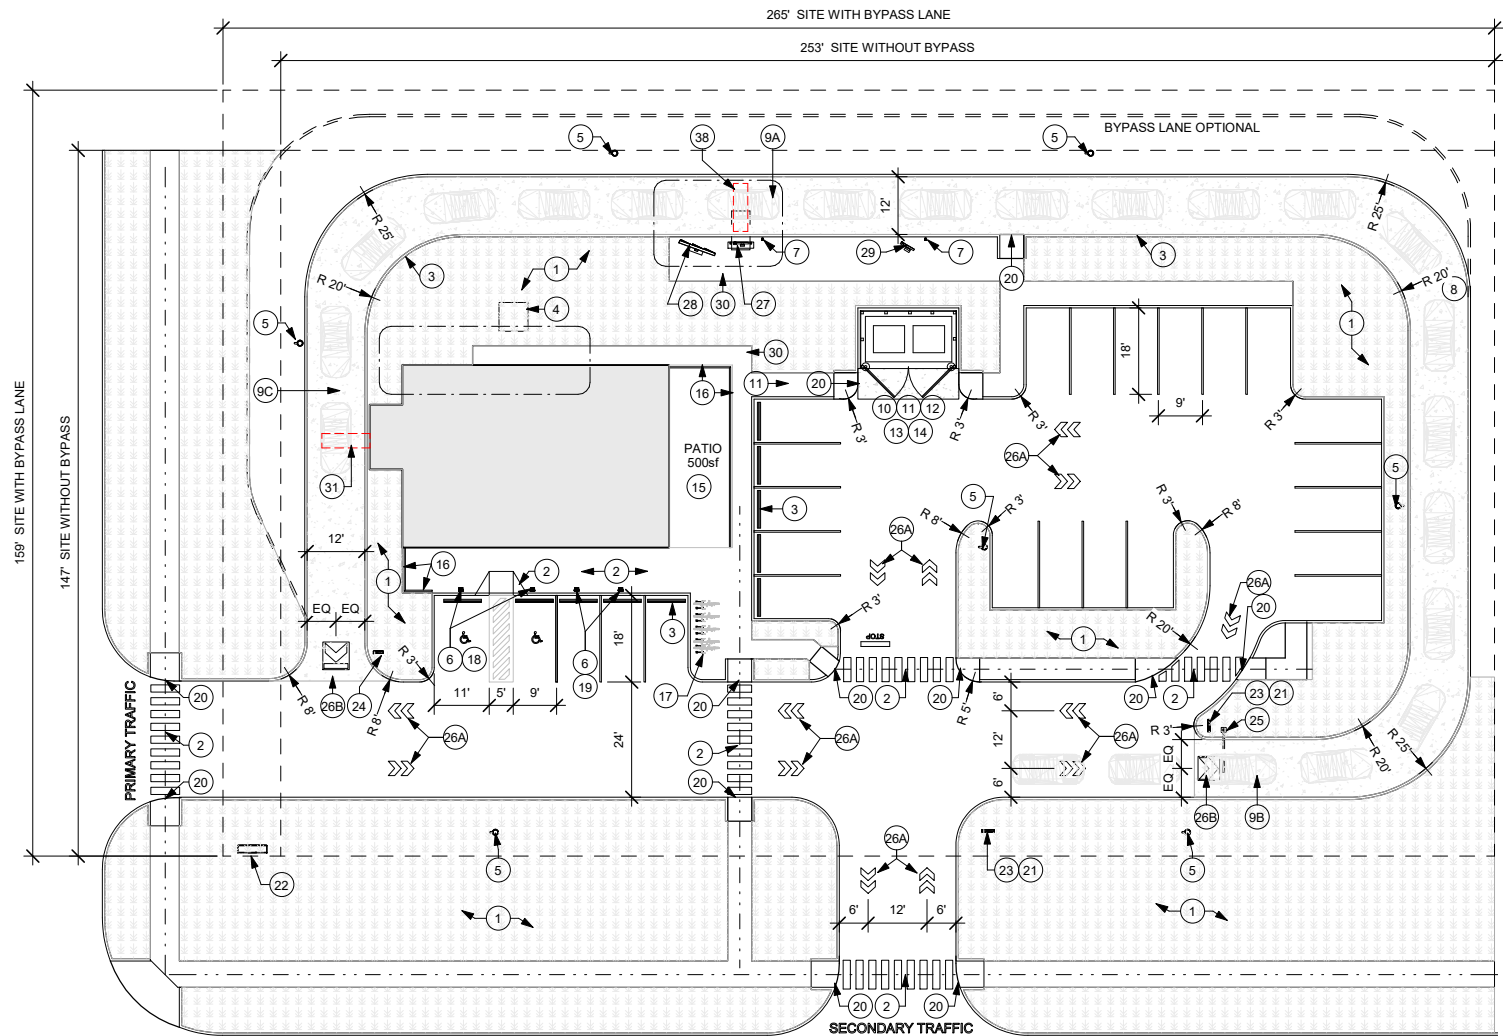 265' SITE WITH BYPASS LANE
253' SITE WITHOUT BYPASS
159' SITE WITH BYPASS LANE
147' SITE WITHOUT BYPASS
BYPASS LANE OPTIONAL
5
38
9A
5
R 25'
12'
R 25'
R 20'
3
1
28
30
27
7
29
7
20
3
R 20'
8
4
5
1
18'
9C
30
11
20
16
10
11
12
13
14
R 3'
R 3'
R 3'
9'
R 3'
26A
PATIO
500sf
15
31
3
5
5
R 3'
R 8'
R 3'
R 8'
26A
12'
1
16
2
2
EQ
EQ
R 3'
STOP
18'
3
1
R 20'
26A
20
6
18
6
19
17
R 3'
R 8'
R 8'
26B
24
11'
5'
9'
20
20
2
20
20
2
R 5'
6'
12'
6'
23
21
25
R 3'
EQ
EQ
R 20'
R 25'
PRIMARY TRAFFIC
20
2
20
26A
24'
2
20
26A
26A
26B
9B
22
5
26A
23
21
5
1
6'
12'
6'
1
20
2
20
SECONDARY TRAFFIC